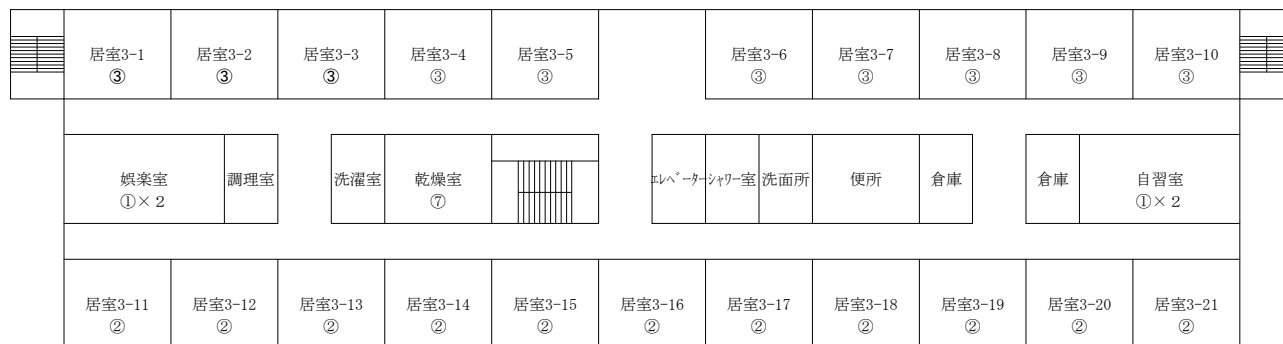 居室3-1 居室3-2 居室3-3 居室3-4 居室3-5 居室3-6 居室3-7 居室3-8 居室3-9 居室3-10
③ ③ ③ ③ ③ ③ ③ ③ ③ ③
娯楽室 調理室 洗濯室 乾燥室 エレベーター シャワー室 洗面所 便所 倉庫 倉庫 自習室
①×2 ⑦ ①×2
居室3-11 居室3-12 居室3-13 居室3-14 居室3-15 居室3-16 居室3-17 居室3-18 居室3-19 居室3-20 居室3-21
② ② ② ② ② ② ② ② ② ② ②